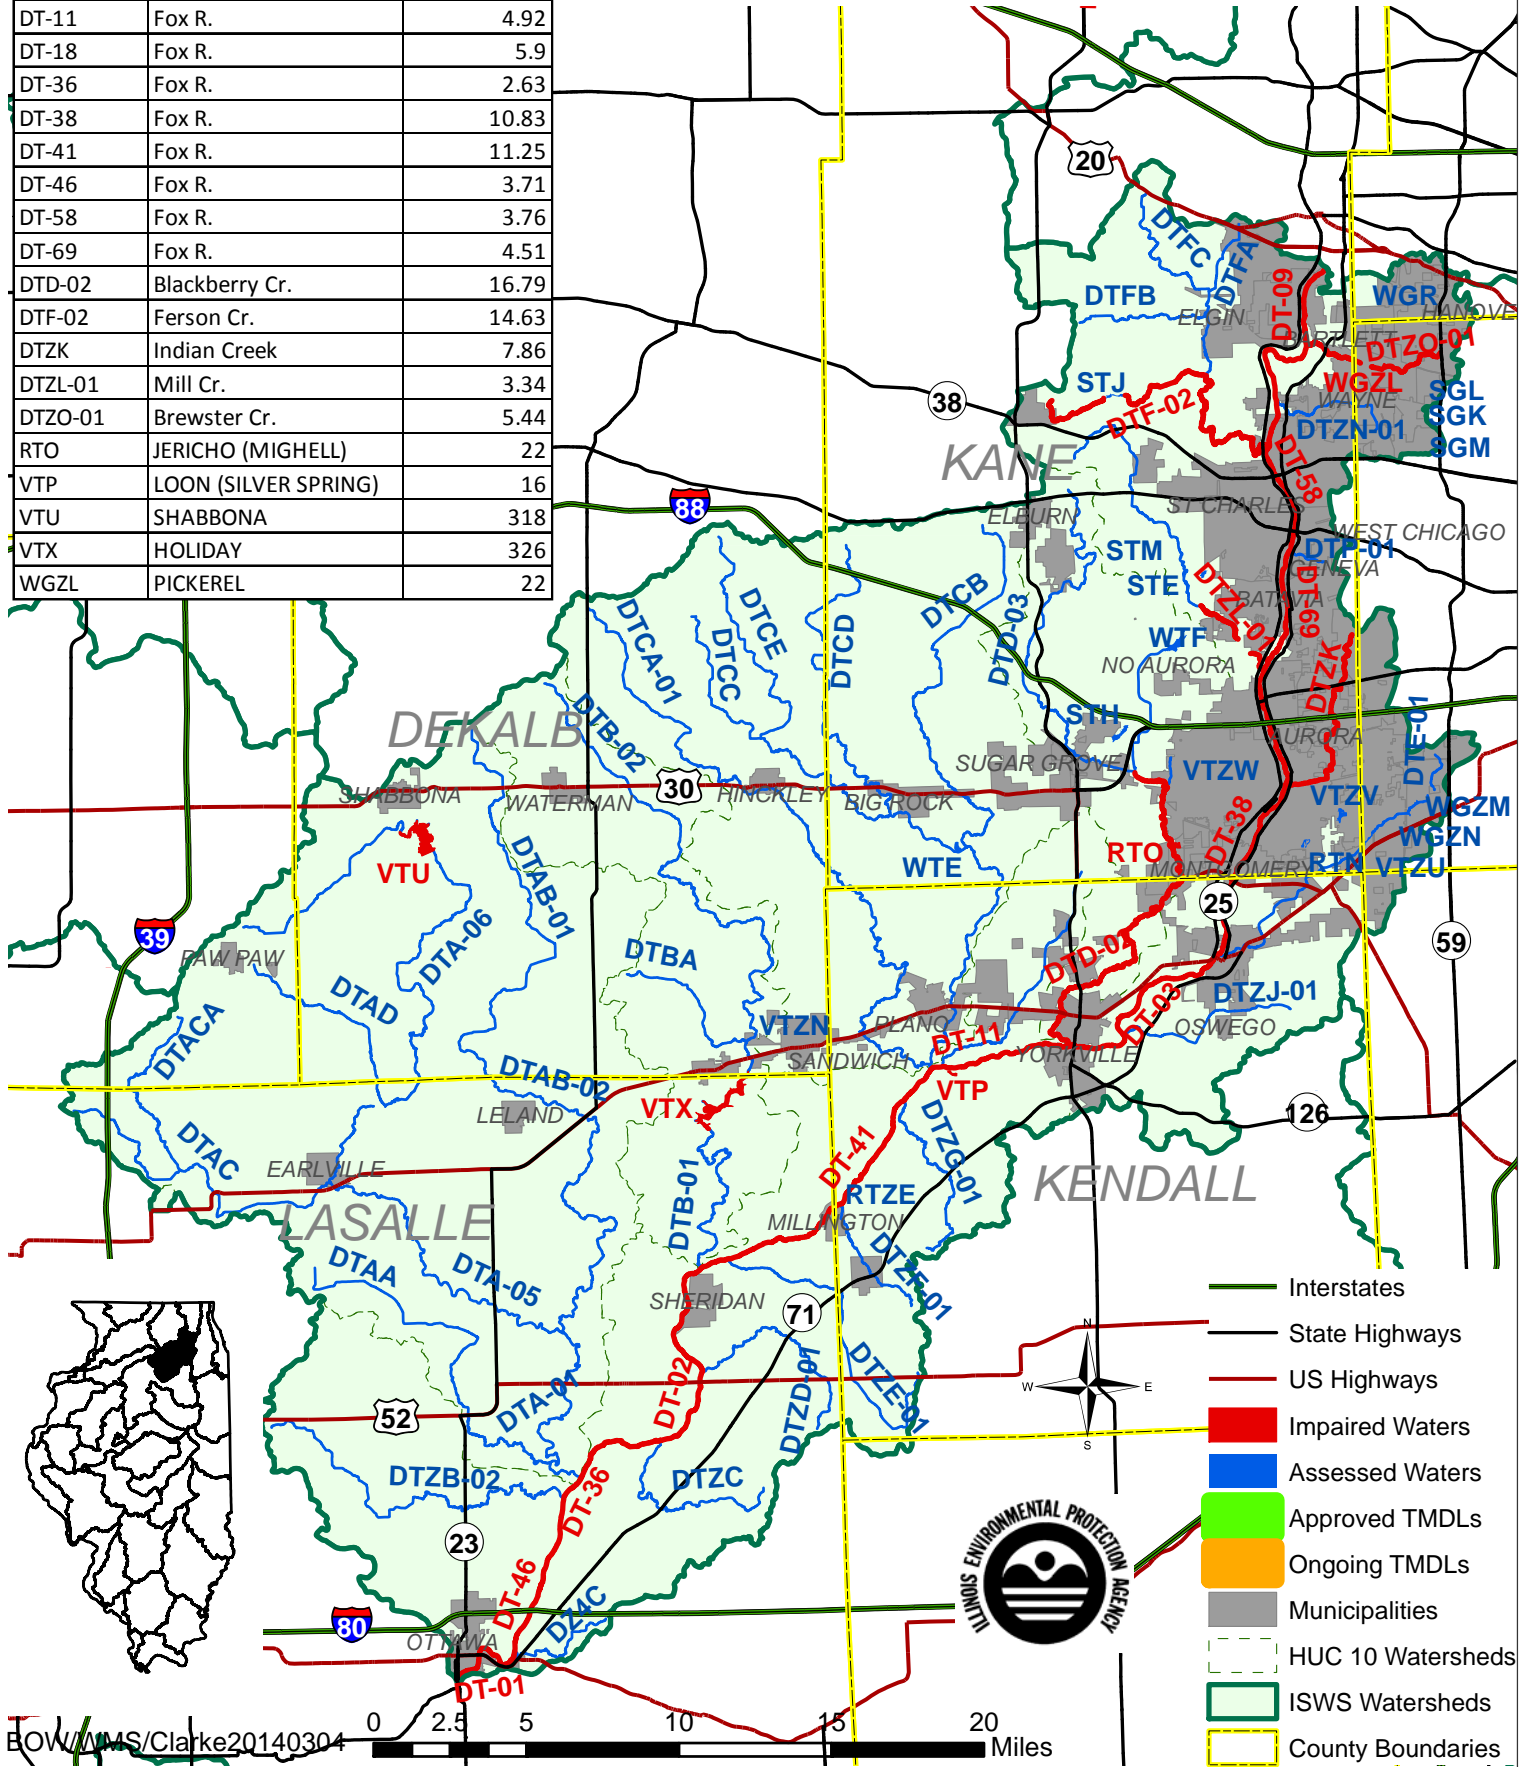 DT-11 Fox R. 4.92
DT-18 Fox R. 5.9
DT-36 Fox R. 2.63
DT-38 Fox R. 10.83
DT-41 Fox R. 11.25
DT-46 Fox R. 3.71
DT-58 Fox R. 3.76
DT-69 Fox R. 4.51
DTD-02 Blackberry Cr. 16.79
DTF-02 Ferson Cr. 14.63
DTZK Indian Creek 7.86
DTZL-01 Mill Cr. 3.34
DTZO-01 Brewster Cr. 5.44
RTO JERICHO (MIGHELL) 22
VTP LOON (SILVER SPRING) 16
VTU SHABBONA 318
VTX HOLIDAY 326
WGZL PICKEREL 22
20
DTFC
DTFA
DTFB
ELGIN
DT-09
WGR
HANOVE
BARTLETT
DTZO-01
WGZL
WAYNE
SGL
SGK
SGM
DTZN-01
STJ
DTF-02
38
KANE
DT-58
ST CHARLES
ELBURN
88
WEST CHICAGO
STM
DTP-01
GENEVA
STE
DTZL-01
BATAVIA
DT-69
DTCA-01
DTCE
DTCC
DTCD
DTCB
DTD-03
WTF
NO AURORA
DTZK
DEKALB
DTB-02
STH
AURORA
DTE-01
SUGAR GROVE
VTZW
SHABBONA
WATERMAN
30
HINCKLEY
BIG ROCK
VTZV
WGZM
WGZN
DT-38
VTU
DTAB-01
WTE
RTO
MONTGOMERY
RTN
VTZU
25
39
PAW PAW
DTA-06
DTBA
DTD-02
59
DTAD
DTZJ-01
OSWEGO
DT-03
DTACA
VTZN
PLANO
SANDWICH
DT-11
YORKVILLE
DTAB-02
LELAND
VTX
VTP
126
DTAC
EARLVILLE
DTZG-01
DT-41
KENDALL
LASALLE
DTB-01
RTZE
MILLINGTON
DTAA
DTA-05
DTZF-01
SHERIDAN
71
DT-02
DTZD-01
DTZE-01
52
DTA-01
DTZB-02
DT-36
DTZC
23
DT-46
DZ4C
80
OTTAWA
DT-01
N
W
E
S
Interstates
State Highways
US Highways
Impaired Waters
Assessed Waters
Approved TMDLs
Ongoing TMDLs
Municipalities
HUC 10 Watersheds
ISWS Watersheds
County Boundaries
ILLINOIS ENVIRONMENTAL PROTECTION AGENCY
BOW/WMS/Clarke20140304
0 2.5 5 10 15 20
Miles